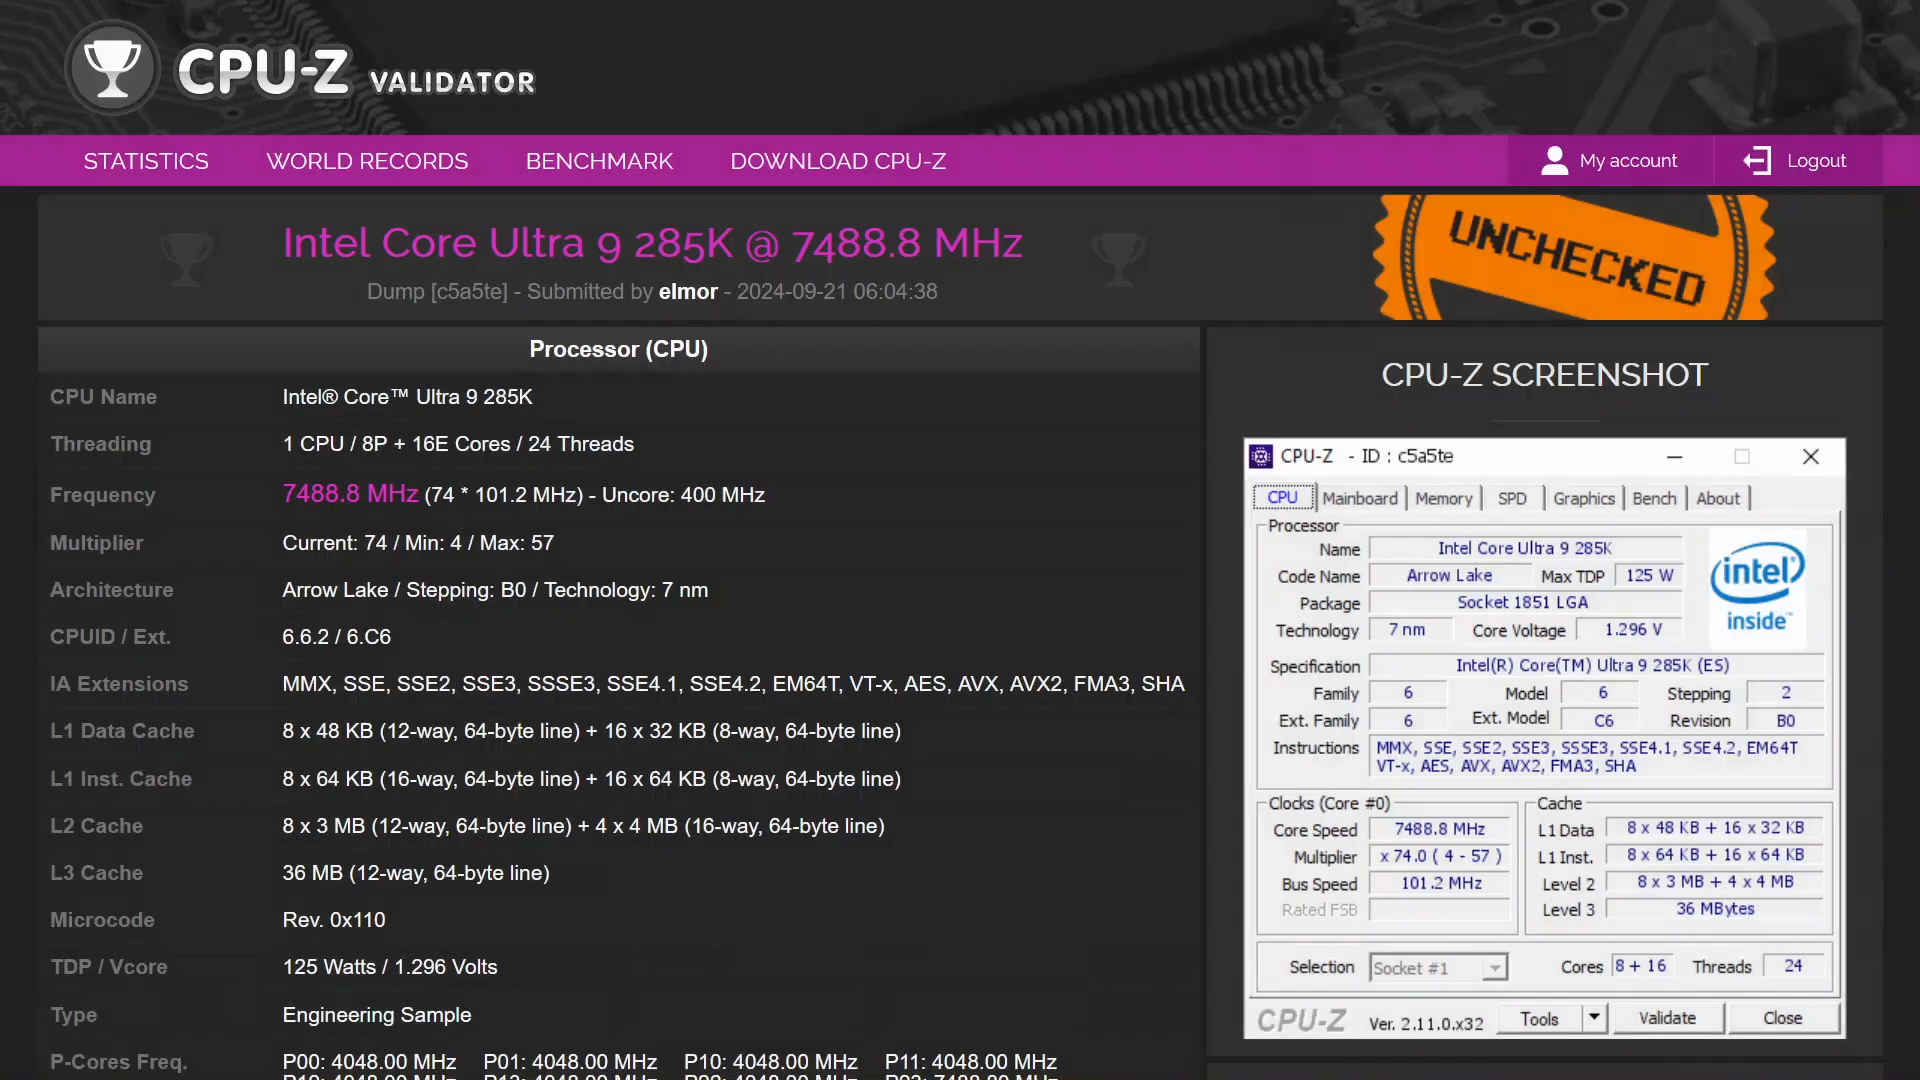 CPU-Z VALIDATOR
STATISTICS WORLD RECORDS BENCHMARK DOWNLOAD CPU-Z My account Logout
Intel Core Ultra 9 285K @ 7488.8 MHz
Dump [c5a5te] - Submitted by elmor - 2024-09-21 06:04:38
UNCHECKED
Processor (CPU)
CPU Name Intel® Core™ Ultra 9 285K
Threading 1 CPU / 8P + 16E Cores / 24 Threads
Frequency 7488.8 MHz (74 * 101.2 MHz) - Uncore: 400 MHz
Multiplier Current: 74 / Min: 4 / Max: 57
Architecture Arrow Lake / Stepping: B0 / Technology: 7 nm
CPUID / Ext. 6.6.2 / 6.C6
IA Extensions MMX, SSE, SSE2, SSE3, SSSE3, SSE4.1, SSE4.2, EM64T, VT-x, AES, AVX, AVX2, FMA3, SHA
L1 Data Cache 8 x 48 KB (12-way, 64-byte line) + 16 x 32 KB (8-way, 64-byte line)
L1 Inst. Cache 8 x 64 KB (16-way, 64-byte line) + 16 x 64 KB (8-way, 64-byte line)
L2 Cache 8 x 3 MB (12-way, 64-byte line) + 4 x 4 MB (16-way, 64-byte line)
L3 Cache 36 MB (12-way, 64-byte line)
Microcode Rev. 0x110
TDP / Vcore 125 Watts / 1.296 Volts
Type Engineering Sample
P-Cores Freq. P00: 4048.00 MHz P01: 4048.00 MHz P10: 4048.00 MHz P11: 4048.00 MHz
CPU-Z SCREENSHOT
CPU-Z - ID : c5a5te
CPU Mainboard Memory SPD Graphics Bench About
Processor
Name Intel Core Ultra 9 285K
Code Name Arrow Lake Max TDP 125 W
Package Socket 1851 LGA
Technology 7 nm Core Voltage 1.296 V
intel inside™
Specification Intel(R) Core(TM) Ultra 9 285K (ES)
Family 6 Model 6 Stepping 2
Ext. Family 6 Ext. Model C6 Revision B0
Instructions MMX, SSE, SSE2, SSE3, SSSE3, SSE4.1, SSE4.2, EM64T
VT-x, AES, AVX, AVX2, FMA3, SHA
Clocks (Core #0)
Core Speed 7488.8 MHz
Multiplier x 74.0 ( 4 - 57 )
Bus Speed 101.2 MHz
Rated FSB
Cache
L1 Data 8 x 48 KB + 16 x 32 KB
L1 Inst. 8 x 64 KB + 16 x 64 KB
Level 2 8 x 3 MB + 4 x 4 MB
Level 3 36 MBytes
Selection Socket #1 Cores 8 + 16 Threads 24
CPU-Z Ver. 2.11.0.x32 Tools Validate Close